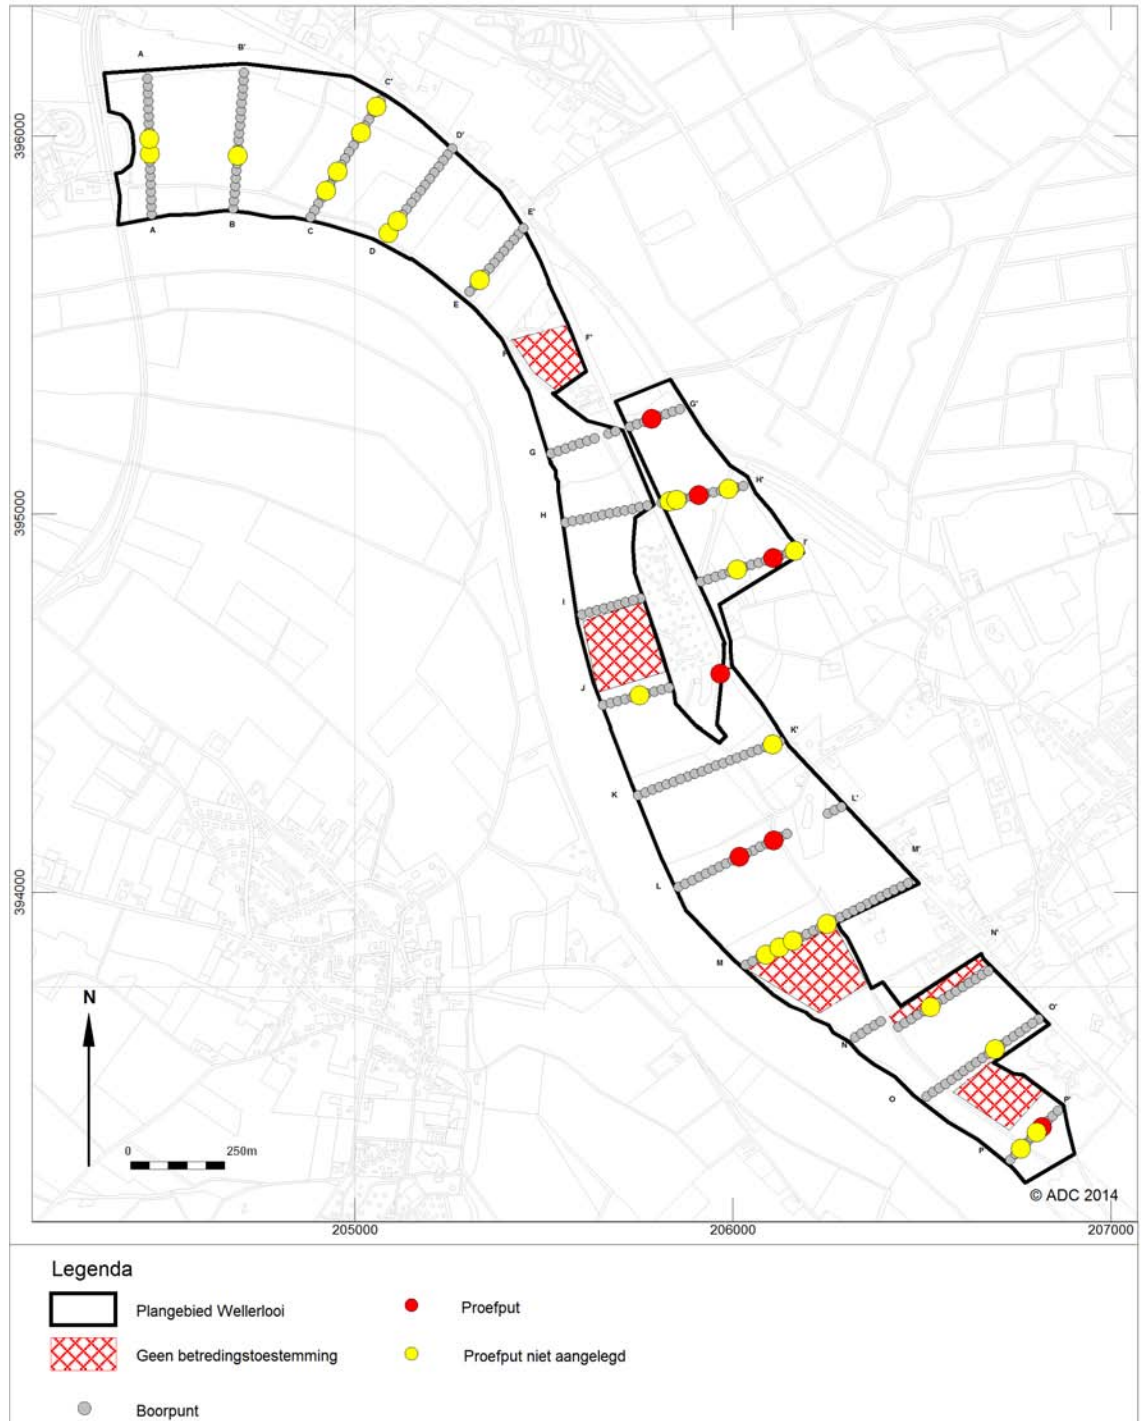 A
B'
C'
D'
E'
A
B
C
D
E
F
F'
G
G'
H
H'
I
I'
J
K
K'
L
L'
M
M'
N
N'
O
O'
P
P'
396000
395000
394000
N
0 250m
© ADC 2014
205000 206000 207000
Legenda
Plangebied Wellerlooi
Proefput
Geen betredingstoestemming
Proefput niet aangelegd
Boorpunt